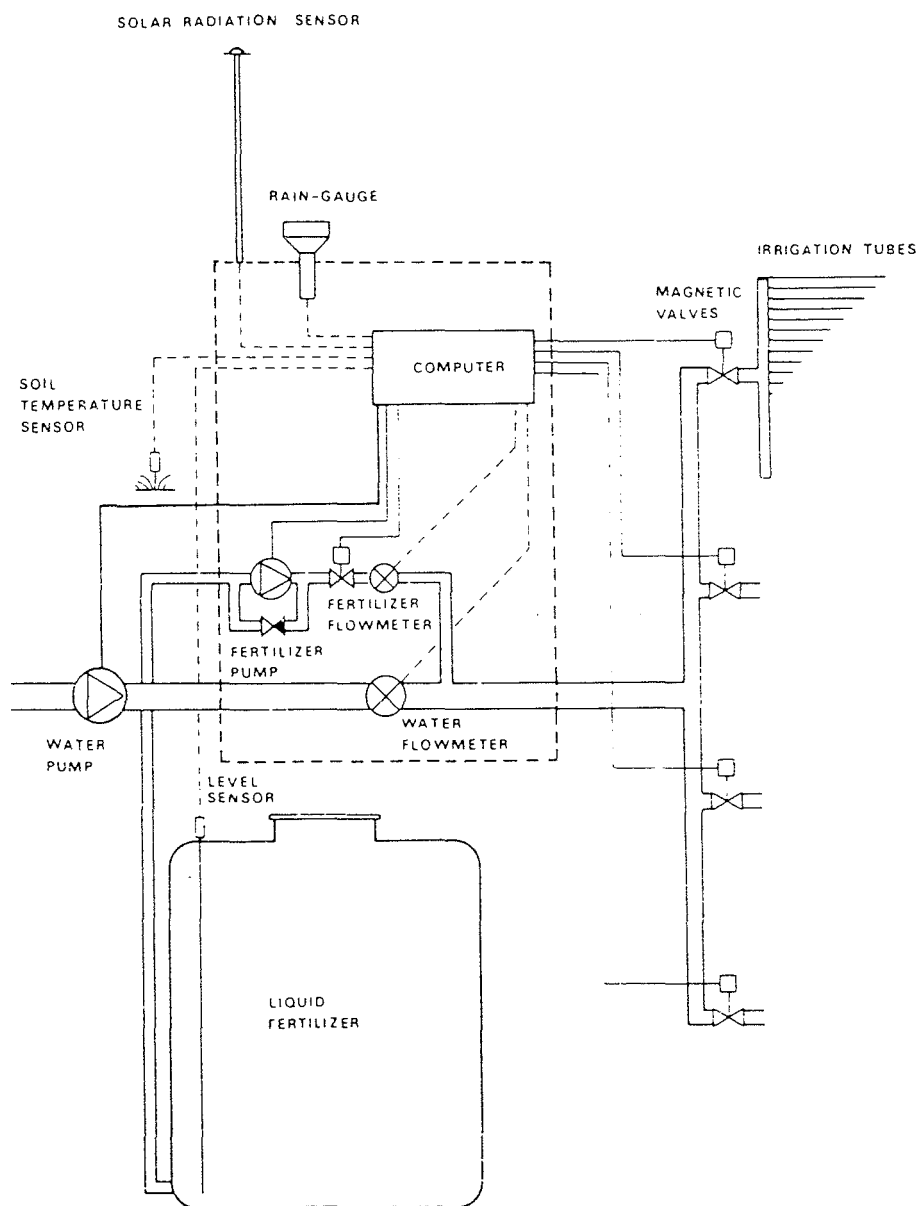 SOLAR RADIATION SENSOR
RAIN-GAUGE
IRRIGATION TUBES
MAGNETIC
VALVES
COMPUTER
SOIL
TEMPERATURE
SENSOR
FERTILIZER
FLOWMETER
FERTILIZER
PUMP
WATER
PUMP
WATER
FLOWMETER
LEVEL
SENSOR
LIQUID
FERTILIZER